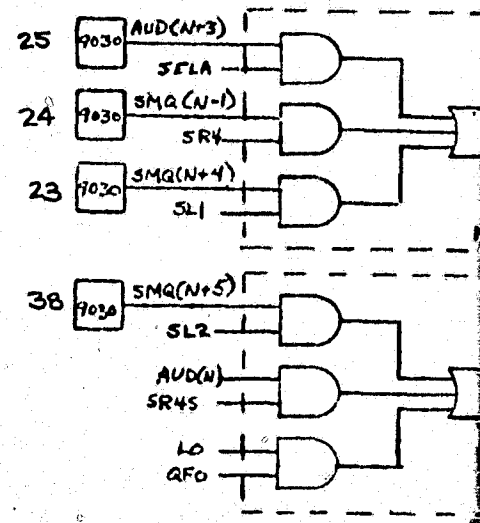 25 9030 AUD(N+3)
SELA
24 9030 SMQ(N-1)
SR4
23 9030 SMQ(N+4)
SL1
38 9030 SMQ(N+5)
SL2
AUD(N)
SR4S
LO
QFO